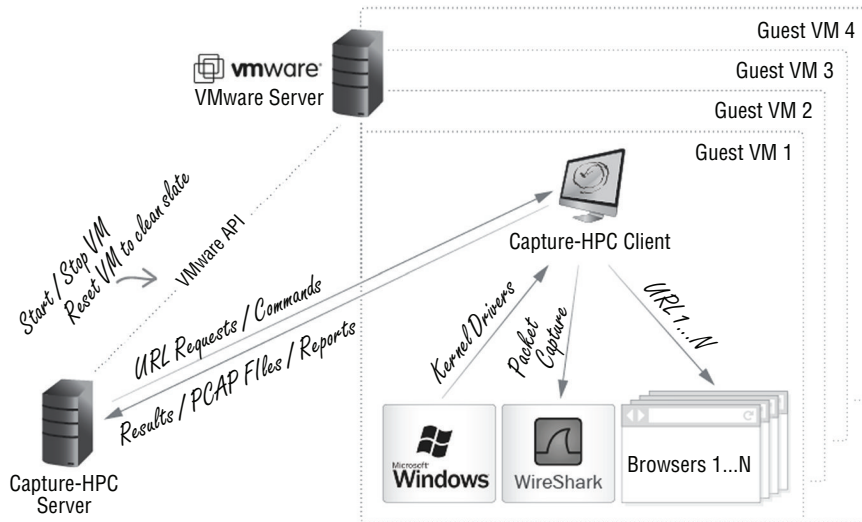 Guest VM 4
vmware®
VMware Server
Guest VM 3
Guest VM 2
Guest VM 1
Start / Stop VM
Reset VM to clean slate
VMware API
Capture-HPC Client
URL Requests / Commands
Results / PCAP FIles / Reports
Kernel Drivers
Packet
Capture
URL 1...N
Microsoft
Windows
WireShark
Browsers 1...N
Capture-HPC
Server